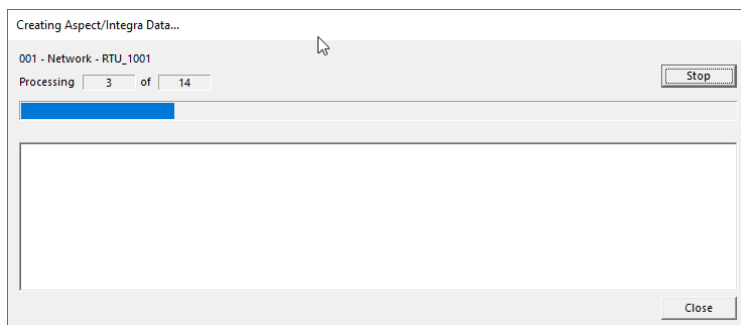 Creating Aspect/Integra Data...
001 - Network - RTU_1001
Processing 3 of 14
Stop
Close